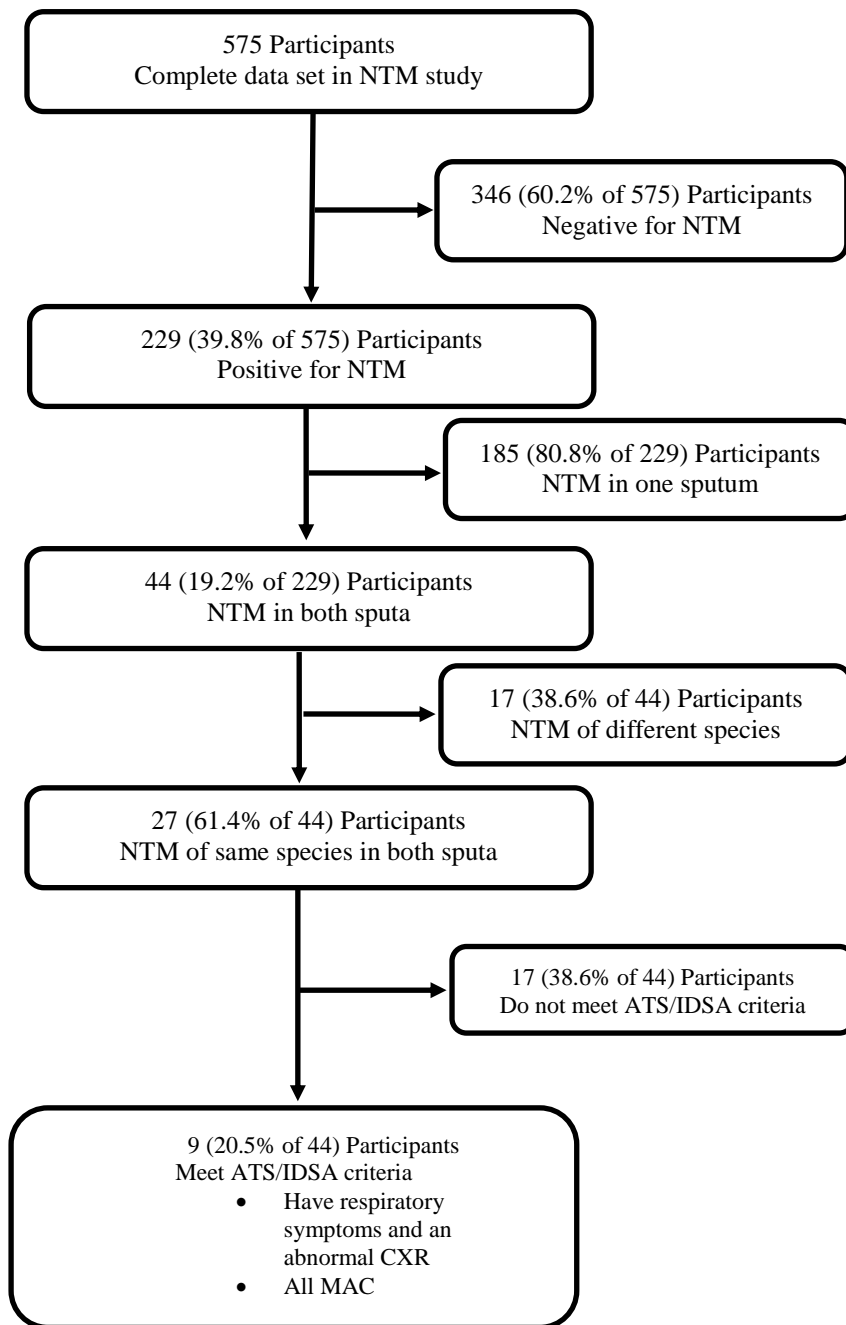 575 Participants
Complete data set in NTM study
346 (60.2% of 575) Participants
Negative for NTM
229 (39.8% of 575) Participants
Positive for NTM
185 (80.8% of 229) Participants
NTM in one sputum
44 (19.2% of 229) Participants
NTM in both sputa
17 (38.6% of 44) Participants
NTM of different species
27 (61.4% of 44) Participants
NTM of same species in both sputa
17 (38.6% of 44) Participants
Do not meet ATS/IDSA criteria
9 (20.5% of 44) Participants
Meet ATS/IDSA criteria
• Have respiratory
symptoms and an
abnormal CXR
• All MAC